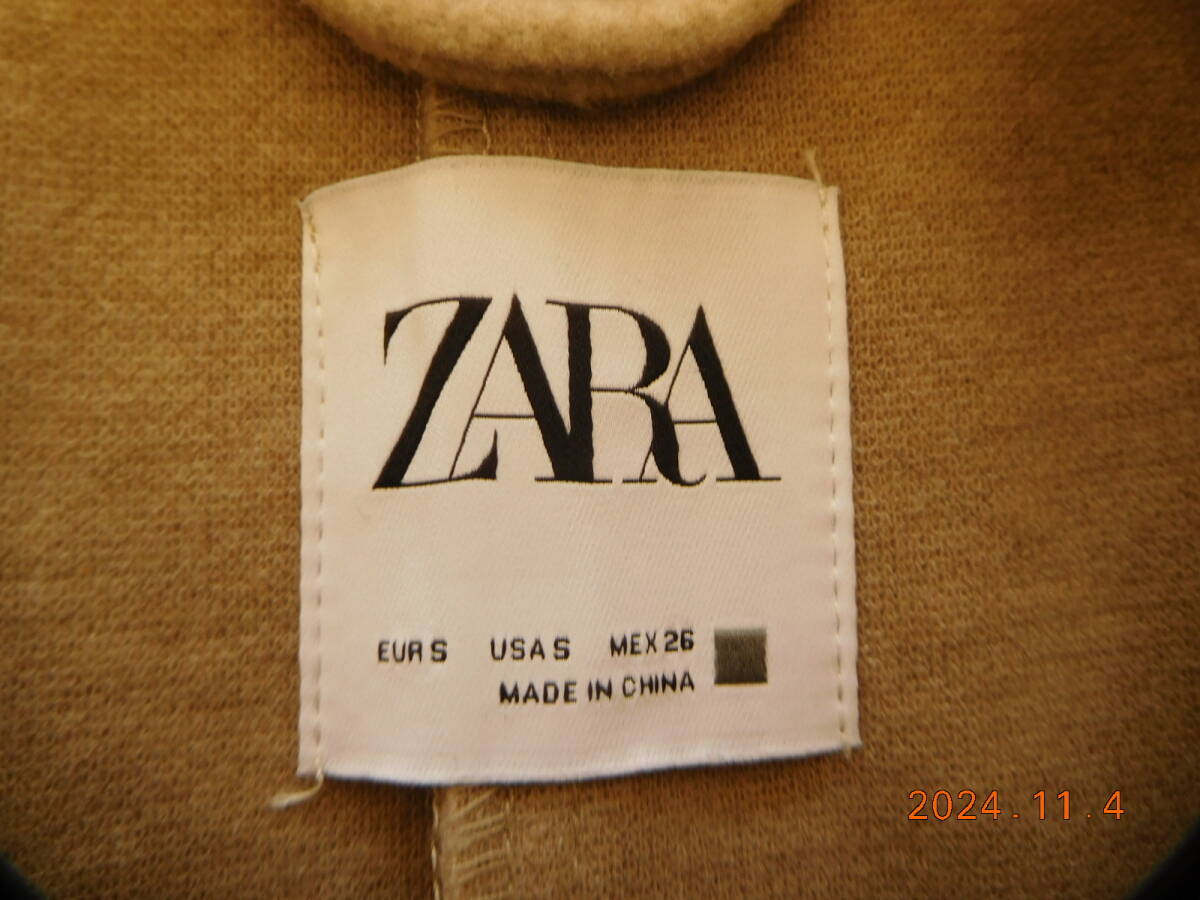 ZARA
EUR S USA S MEX 26
MADE IN CHINA
2024.11.4